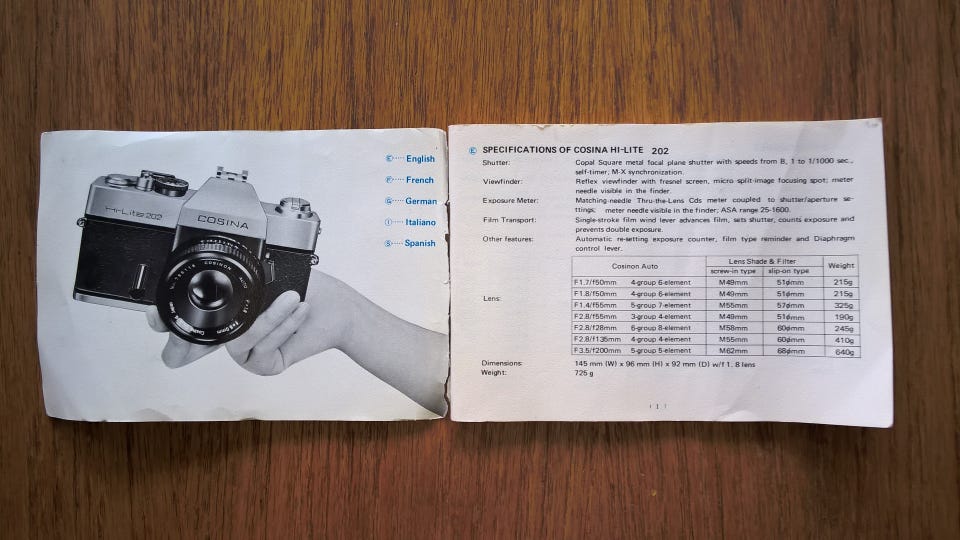 Ⓔ····· English
Ⓕ····· French
Ⓖ····· German
Ⓘ····· Italiano
Ⓢ····· Spanish
Hi-Lite 202
COSINA
COSINON AUTO
Ⓔ SPECIFICATIONS OF COSINA HI-LITE 202
Shutter: Copal Square metal focal plane shutter with speeds from B, 1 to 1/1000 sec.,
self-timer; M-X synchronization.
Viewfinder: Reflex viewfinder with fresnel screen, micro split-image focusing spot; meter
needle visible in the finder.
Exposure Meter: Matching-needle Thru-the-Lens Cds meter coupled to shutter/aperture se-
ttings; meter needle visible in the finder; ASA range 25-1600.
Film Transport: Single-stroke film wind lever advances film, sets shutter, counts exposure and
prevents double exposure.
Other features: Automatic re-setting exposure counter, film type reminder and Diaphragm
control lever.
Lens:
Cosinon Auto Lens Shade & Filter Weight
screw-in type slip-on type
F1.7/f50mm 4-group 6-element M49mm 51ømm 215g
F1.8/f50mm 4-group 6-element M49mm 51ømm 215g
F1.4/f55mm 5-group 7-element M55mm 57ømm 325g
F2.8/f55mm 3-group 4-element M49mm 51ømm 190g
F2.8/f28mm 6-group 8-element M58mm 60ømm 245g
F2.8/f135mm 4-group 4-element M55mm 60ømm 410g
F3.5/f200mm 5-group 5-element M62mm 68ømm 640g
Dimensions: 145 mm (W) x 96 mm (H) x 92 mm (D) w/f 1. 8 lens
Weight: 725 g
( 1 )